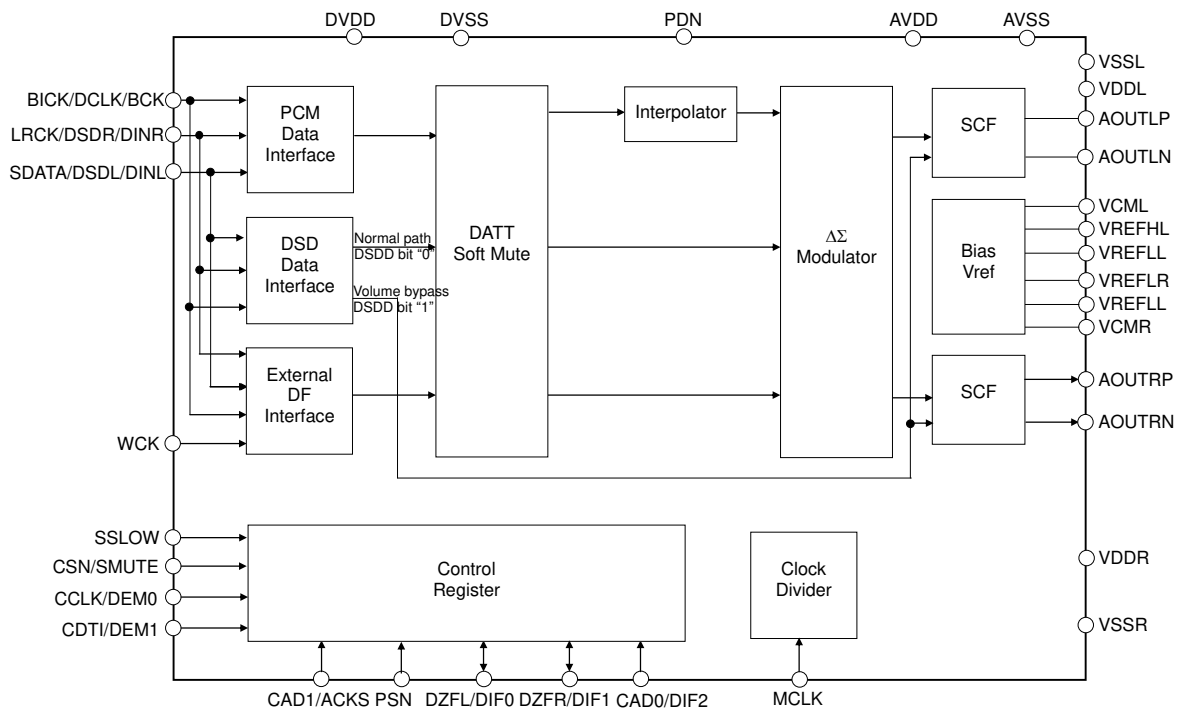 DVDD
DVSS
PDN
AVDD
AVSS
VSSL
VDDL
BICK/DCLK/BCK
LRCK/DSDR/DINR
SDATA/DSDL/DINL
PCM
Data
Interface
Interpolator
SCF
AOUTLP
AOUTLN
DSD
Data
Interface
Normal path
DSDD bit “0”
Volume bypass
DSDD bit “1”
DATT
Soft Mute
ΔΣ
Modulator
Bias
Vref
VCML
VREFHL
VREFLL
VREFLR
VREFLL
VCMR
External
DF
Interface
SCF
AOUTRP
AOUTRN
WCK
SSLOW
CSN/SMUTE
CCLK/DEM0
CDTI/DEM1
Control
Register
Clock
Divider
VDDR
VSSR
CAD1/ACKS
PSN
DZFL/DIF0
DZFR/DIF1
CAD0/DIF2
MCLK